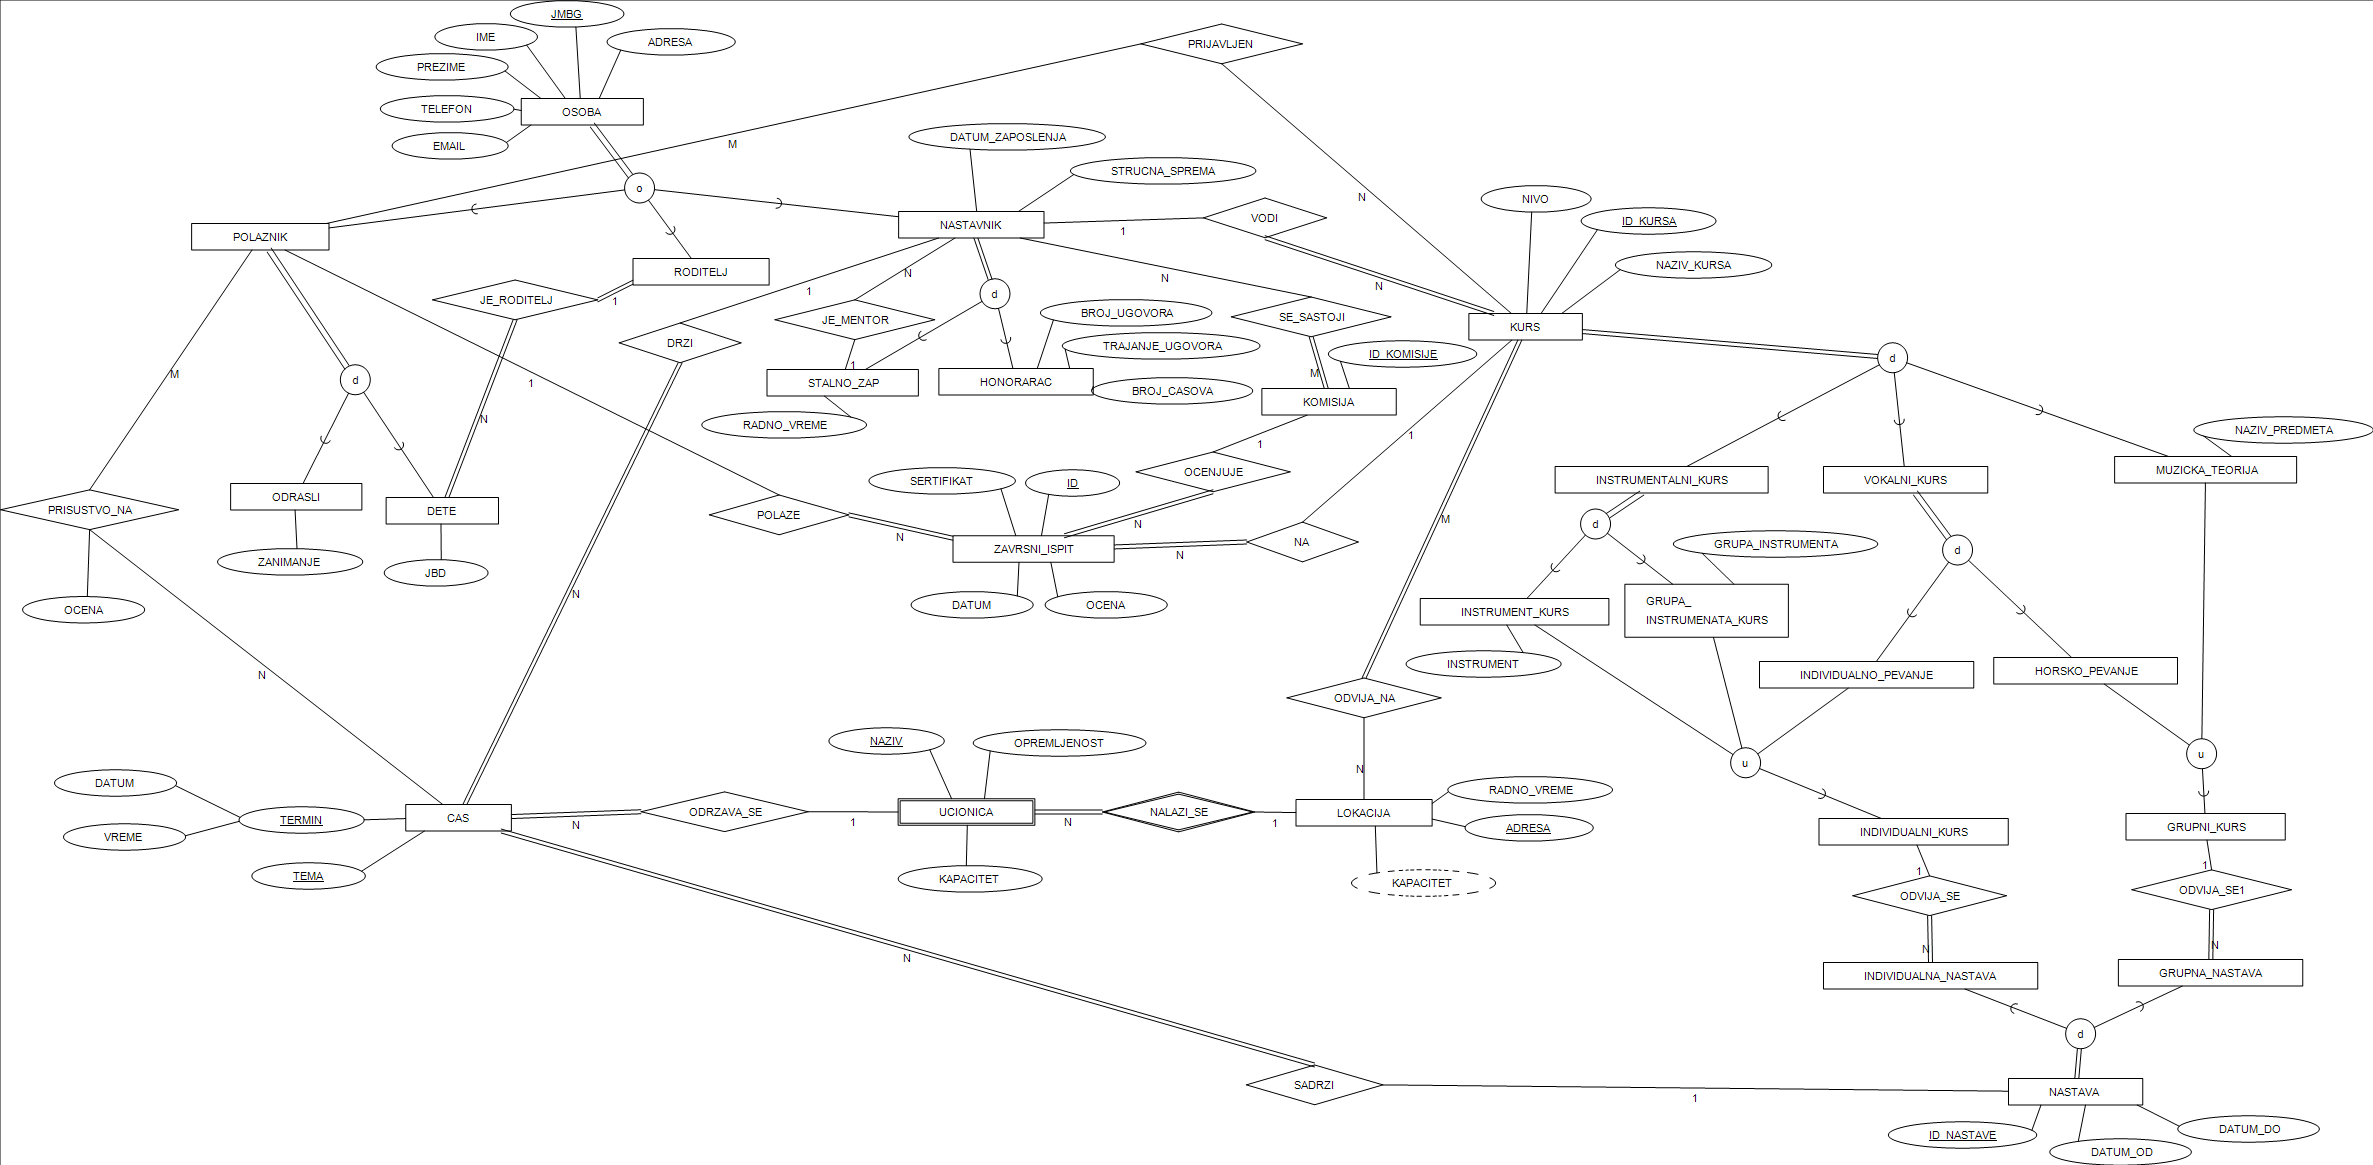 JMBG
IME
ADRESA
PRIJAVLJEN
PREZIME
TELEFON
OSOBA
EMAIL
M
DATUM_ZAPOSLENJA
STRUCNA_SPREMA
o
N
NIVO
POLAZNIK
NASTAVNIK
1
VODI
ID_KURSA
NAZIV_KURSA
RODITELJ
N
N
N
JE_RODITELJ
1
1
d
JE_MENTOR
BROJ_UGOVORA
SE_SASTOJI
KURS
DRZI
TRAJANJE_UGOVORA
ID_KOMISIJE
d
M
d
1
1
M
STALNO_ZAP
HONORARAC
BROJ_CASOVA
KOMISIJA
N
RADNO_VREME
1
1
NAZIV_PREDMETA
OCENJUJE
MUZICKA_TEORIJA
SERTIFIKAT
ID
INSTRUMENTALNI_KURS
VOKALNI_KURS
ODRASLI
DETE
PRISUSTVO_NA
POLAZE
N
M
d
N
ZAVRSNI_ISPIT
N
NA
GRUPA_INSTRUMENTA
d
ZANIMANJE
JBD
N
OCENA
DATUM
OCENA
INSTRUMENT_KURS
GRUPA_
INSTRUMENATA_KURS
INSTRUMENT
INDIVIDUALNO_PEVANJE
HORSKO_PEVANJE
N
ODVIJA_NA
NAZIV
OPREMLJENOST
N
u
u
DATUM
RADNO_VREME
TERMIN
CAS
N
ODRZAVA_SE
1
UCIONICA
N
NALAZI_SE
1
LOKACIJA
ADRESA
VREME
INDIVIDUALNI_KURS
GRUPNI_KURS
TEMA
KAPACITET
KAPACITET
1
1
ODVIJA_SE
ODVIJA_SE1
N
N
N
INDIVIDUALNA_NASTAVA
GRUPNA_NASTAVA
d
SADRZI
1
NASTAVA
ID_NASTAVE
DATUM_DO
DATUM_OD